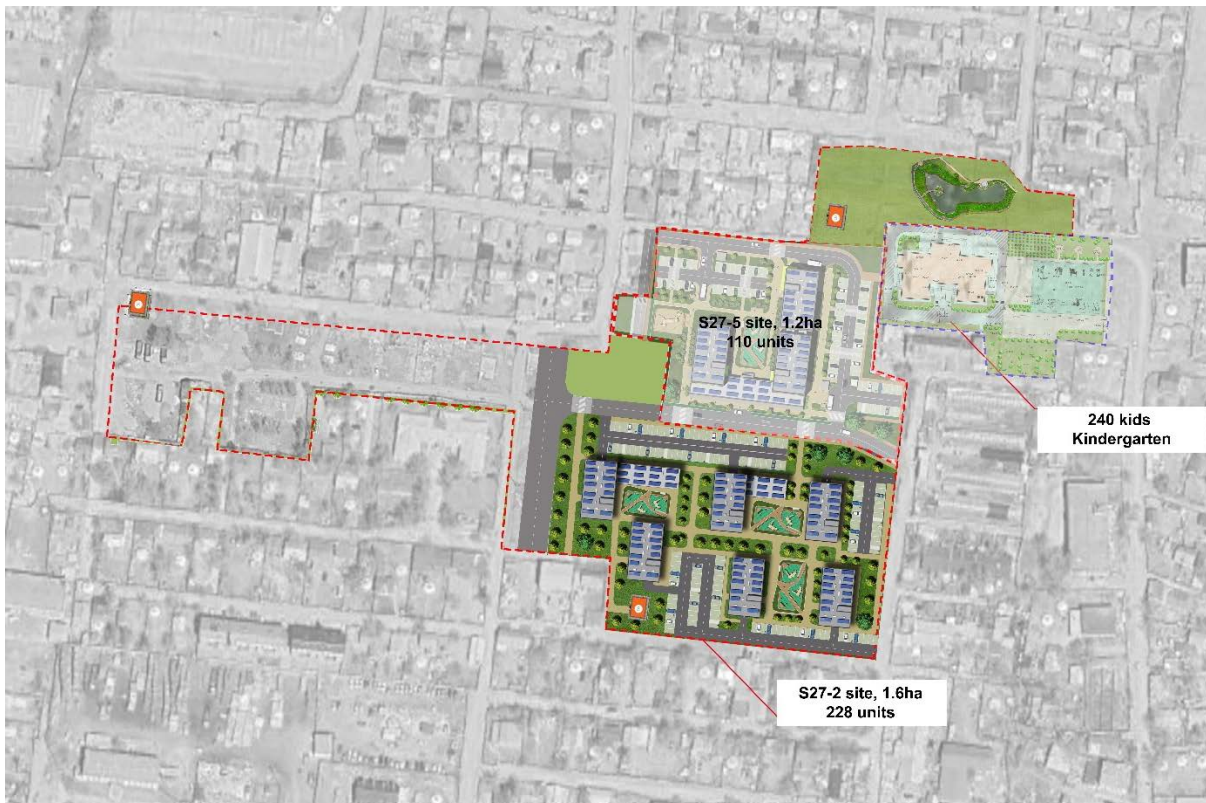 S27-5 site, 1.2ha
110 units
240 kids
Kindergarten
S27-2 site, 1.6ha
228 units